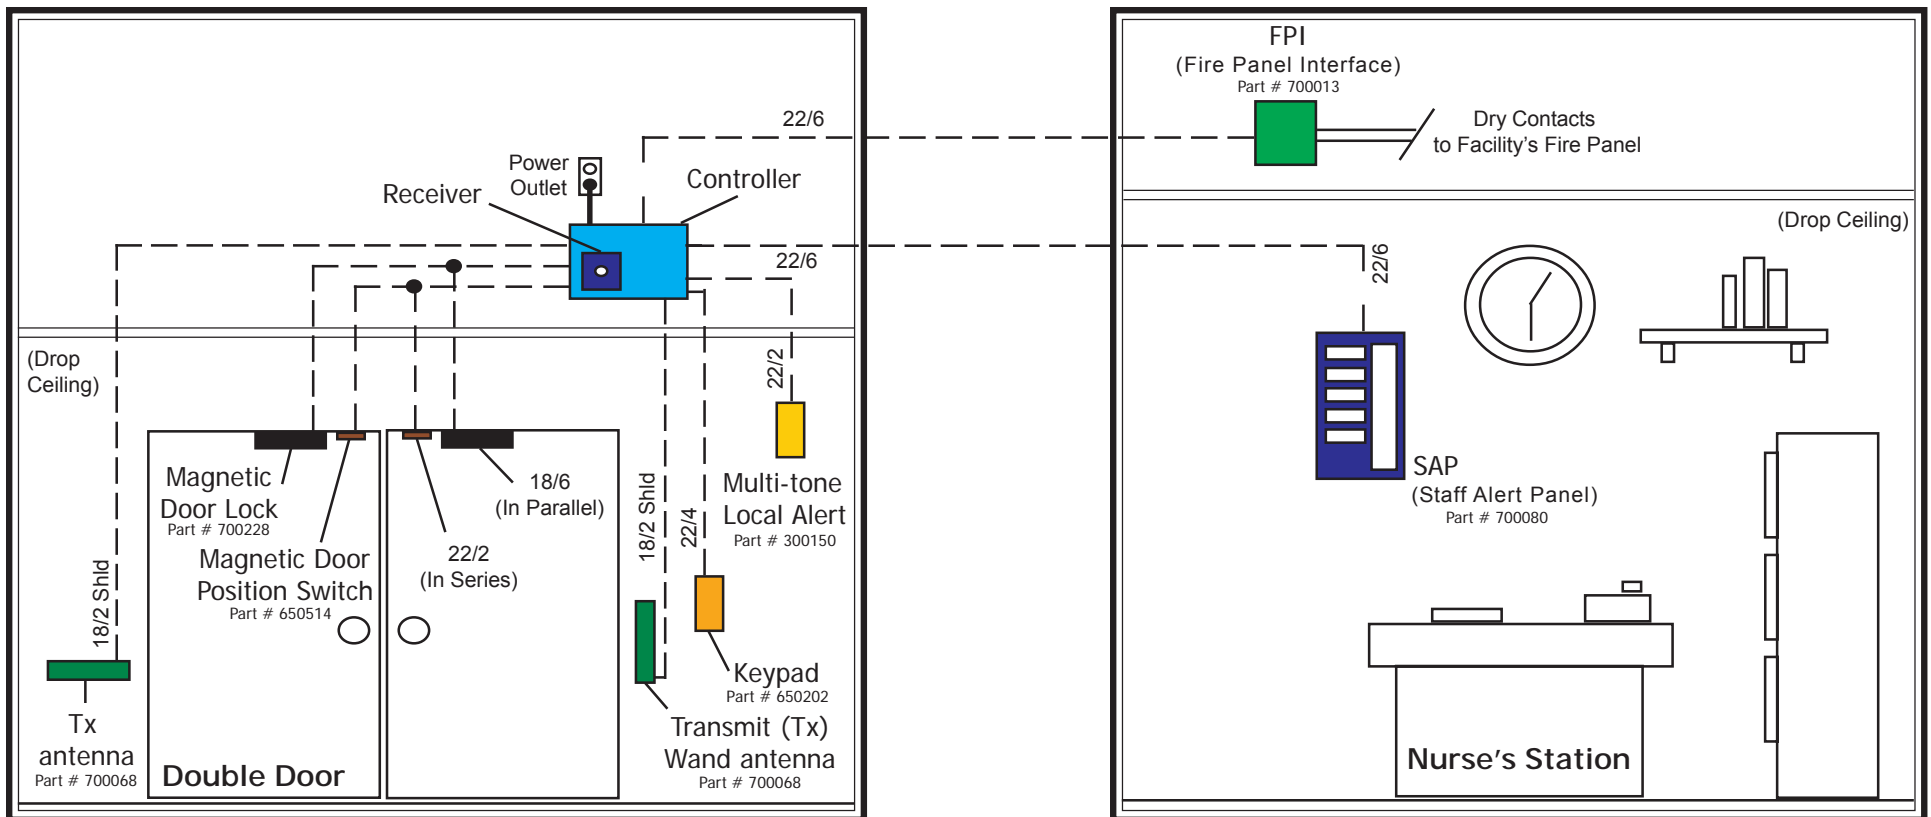 22/6
Power
Outlet
Receiver
Controller
22/6
(Drop
Ceiling)
22/2
Magnetic
Door Lock
Part # 700228
18/6
(In Parallel)
Magnetic Door
Position Switch
Part # 650514
22/2
(In Series)
18/2 Shld
18/2 Shld
22/4
Multi-tone
Local Alert
Part # 300150
Keypad
Part # 650202
Tx
antenna
Part # 700068
Double Door
Transmit (Tx)
Wand antenna
Part # 700068
FPI
(Fire Panel Interface)
Part # 700013
Dry Contacts
to Facility's Fire Panel
(Drop Ceiling)
22/6
SAP
(Staff Alert Panel)
Part # 700080
Nurse's Station